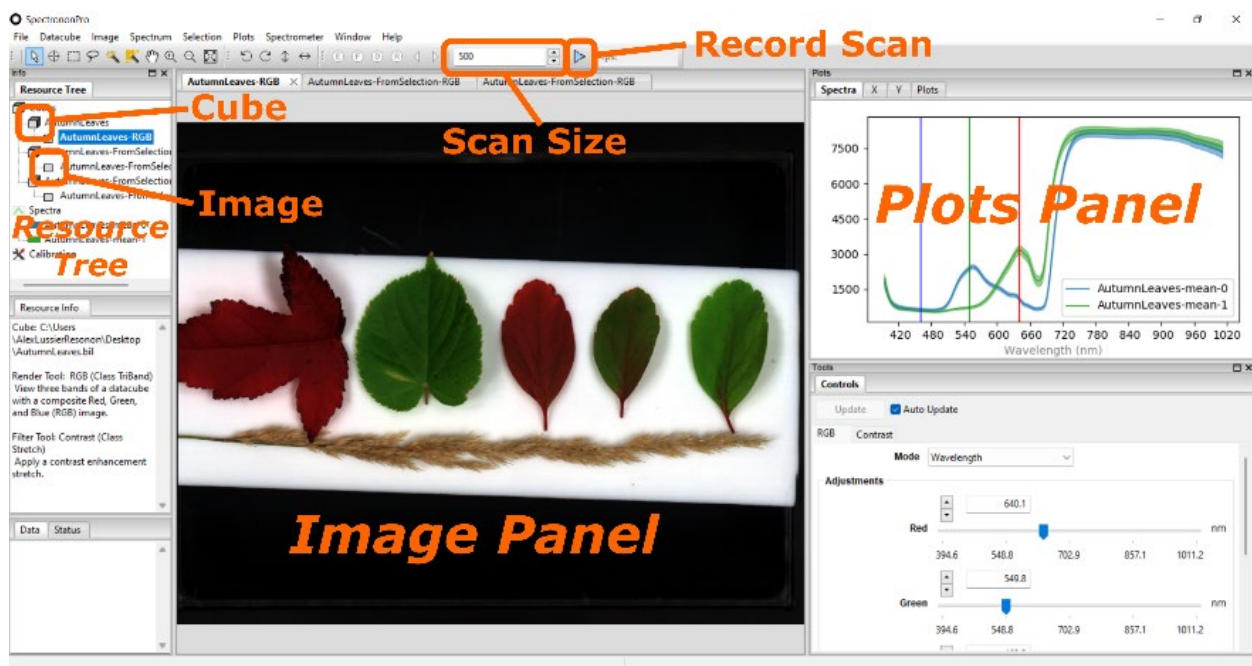 SpectrononPro
File Datacube Image Spectrum Selection Plots Spectrometer Window Help
500
Record Scan
Info
Resource Tree
AutumnLeaves
AutumnLeaves-RGB
AutumnLeaves-FromSelection
AutumnLeaves-FromSelec
AutumnLeaves-FromSelection
Spectra
AutumnLeaves-mean-1
Calibration
Cube
Image
Resource
Tree
Resource Info
Cube: C:\Users
\AlexLussierResonon\Desktop
\AutumnLeaves.bil
Render Tool: RGB (Class TriBand)
View three bands of a datacube
with a composite Red, Green,
and Blue (RGB) image.
Filter Tool: Contrast (Class
Stretch)
Apply a contrast enhancement
stretch.
Data Status
AutumnLeaves-RGB AutumnLeaves-FromSelection-RGB AutumnLeaves-FromSelection-RGB
Scan Size
Image Panel
Plots
Spectra X Y Plots
7500
6000
4500
3000
1500
Plots Panel
AutumnLeaves-mean-0
AutumnLeaves-mean-1
420 480 540 600 660 720 780 840 900 960 1020
Wavelength (nm)
Tools
Controls
Update Auto Update
RGB Contrast
Mode Wavelength
Adjustments
640.1
Red nm
394.6 548.8 702.9 857.1 1011.2
549.8
Green nm
394.6 548.8 702.9 857.1 1011.2